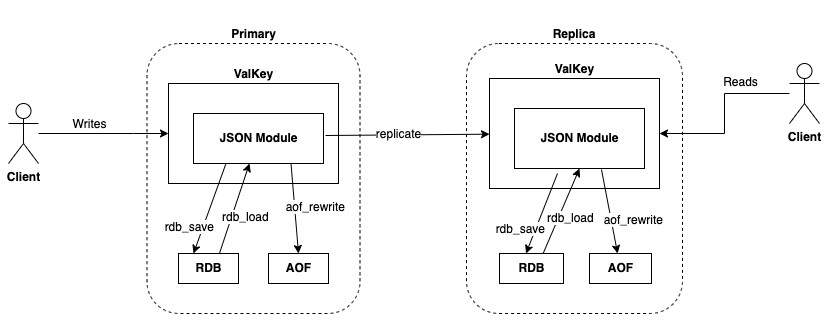 Primary
Replica
ValKey
ValKey
Reads
Writes
JSON Module
replicate
JSON Module
Client
Client
rdb_save
rdb_load
aof_rewrite
rdb_save
rdb_load
aof_rewrite
RDB
AOF
RDB
AOF